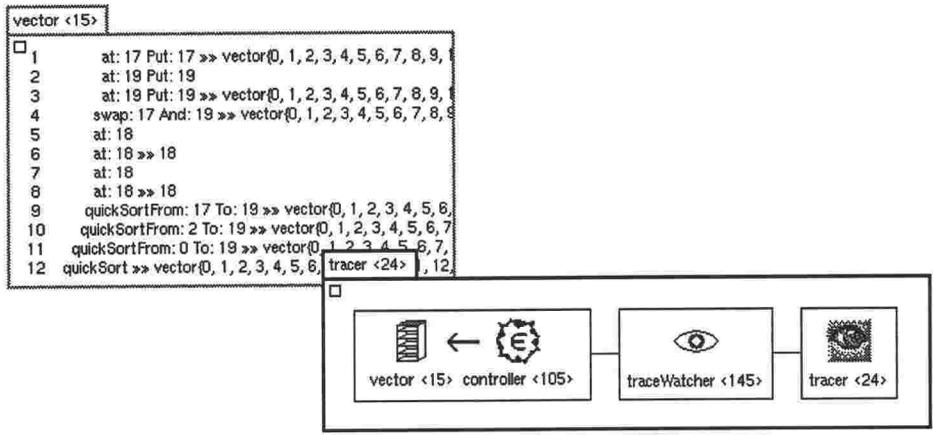 vector <15>
1 at: 17 Put: 17 »» vector{0, 1, 2, 3, 4, 5, 6, 7, 8, 9, 1
2 at: 19 Put: 19
3 at: 19 Put: 19 »» vector{0, 1, 2, 3, 4, 5, 6, 7, 8, 9, 1
4 swap: 17 And: 19 »» vector{0, 1, 2, 3, 4, 5, 6, 7, 8, 9
5 at: 18
6 at: 18 »» 18
7 at: 18
8 at: 18 »» 18
9 quickSortFrom: 17 To: 19 »» vector{0, 1, 2, 3, 4, 5, 6,
10 quickSortFrom: 2 To: 19 »» vector{0, 1, 2, 3, 4, 5, 6, 7
11 quickSortFrom: 0 To: 19 »» vector{0, 1, 2, 3, 4, 5, 6, 7,
12 quickSort »» vector{0, 1, 2, 3, 4, 5, 6, 1, 12,
tracer <24>
vector <15> controller <105> traceWatcher <145> tracer <24>